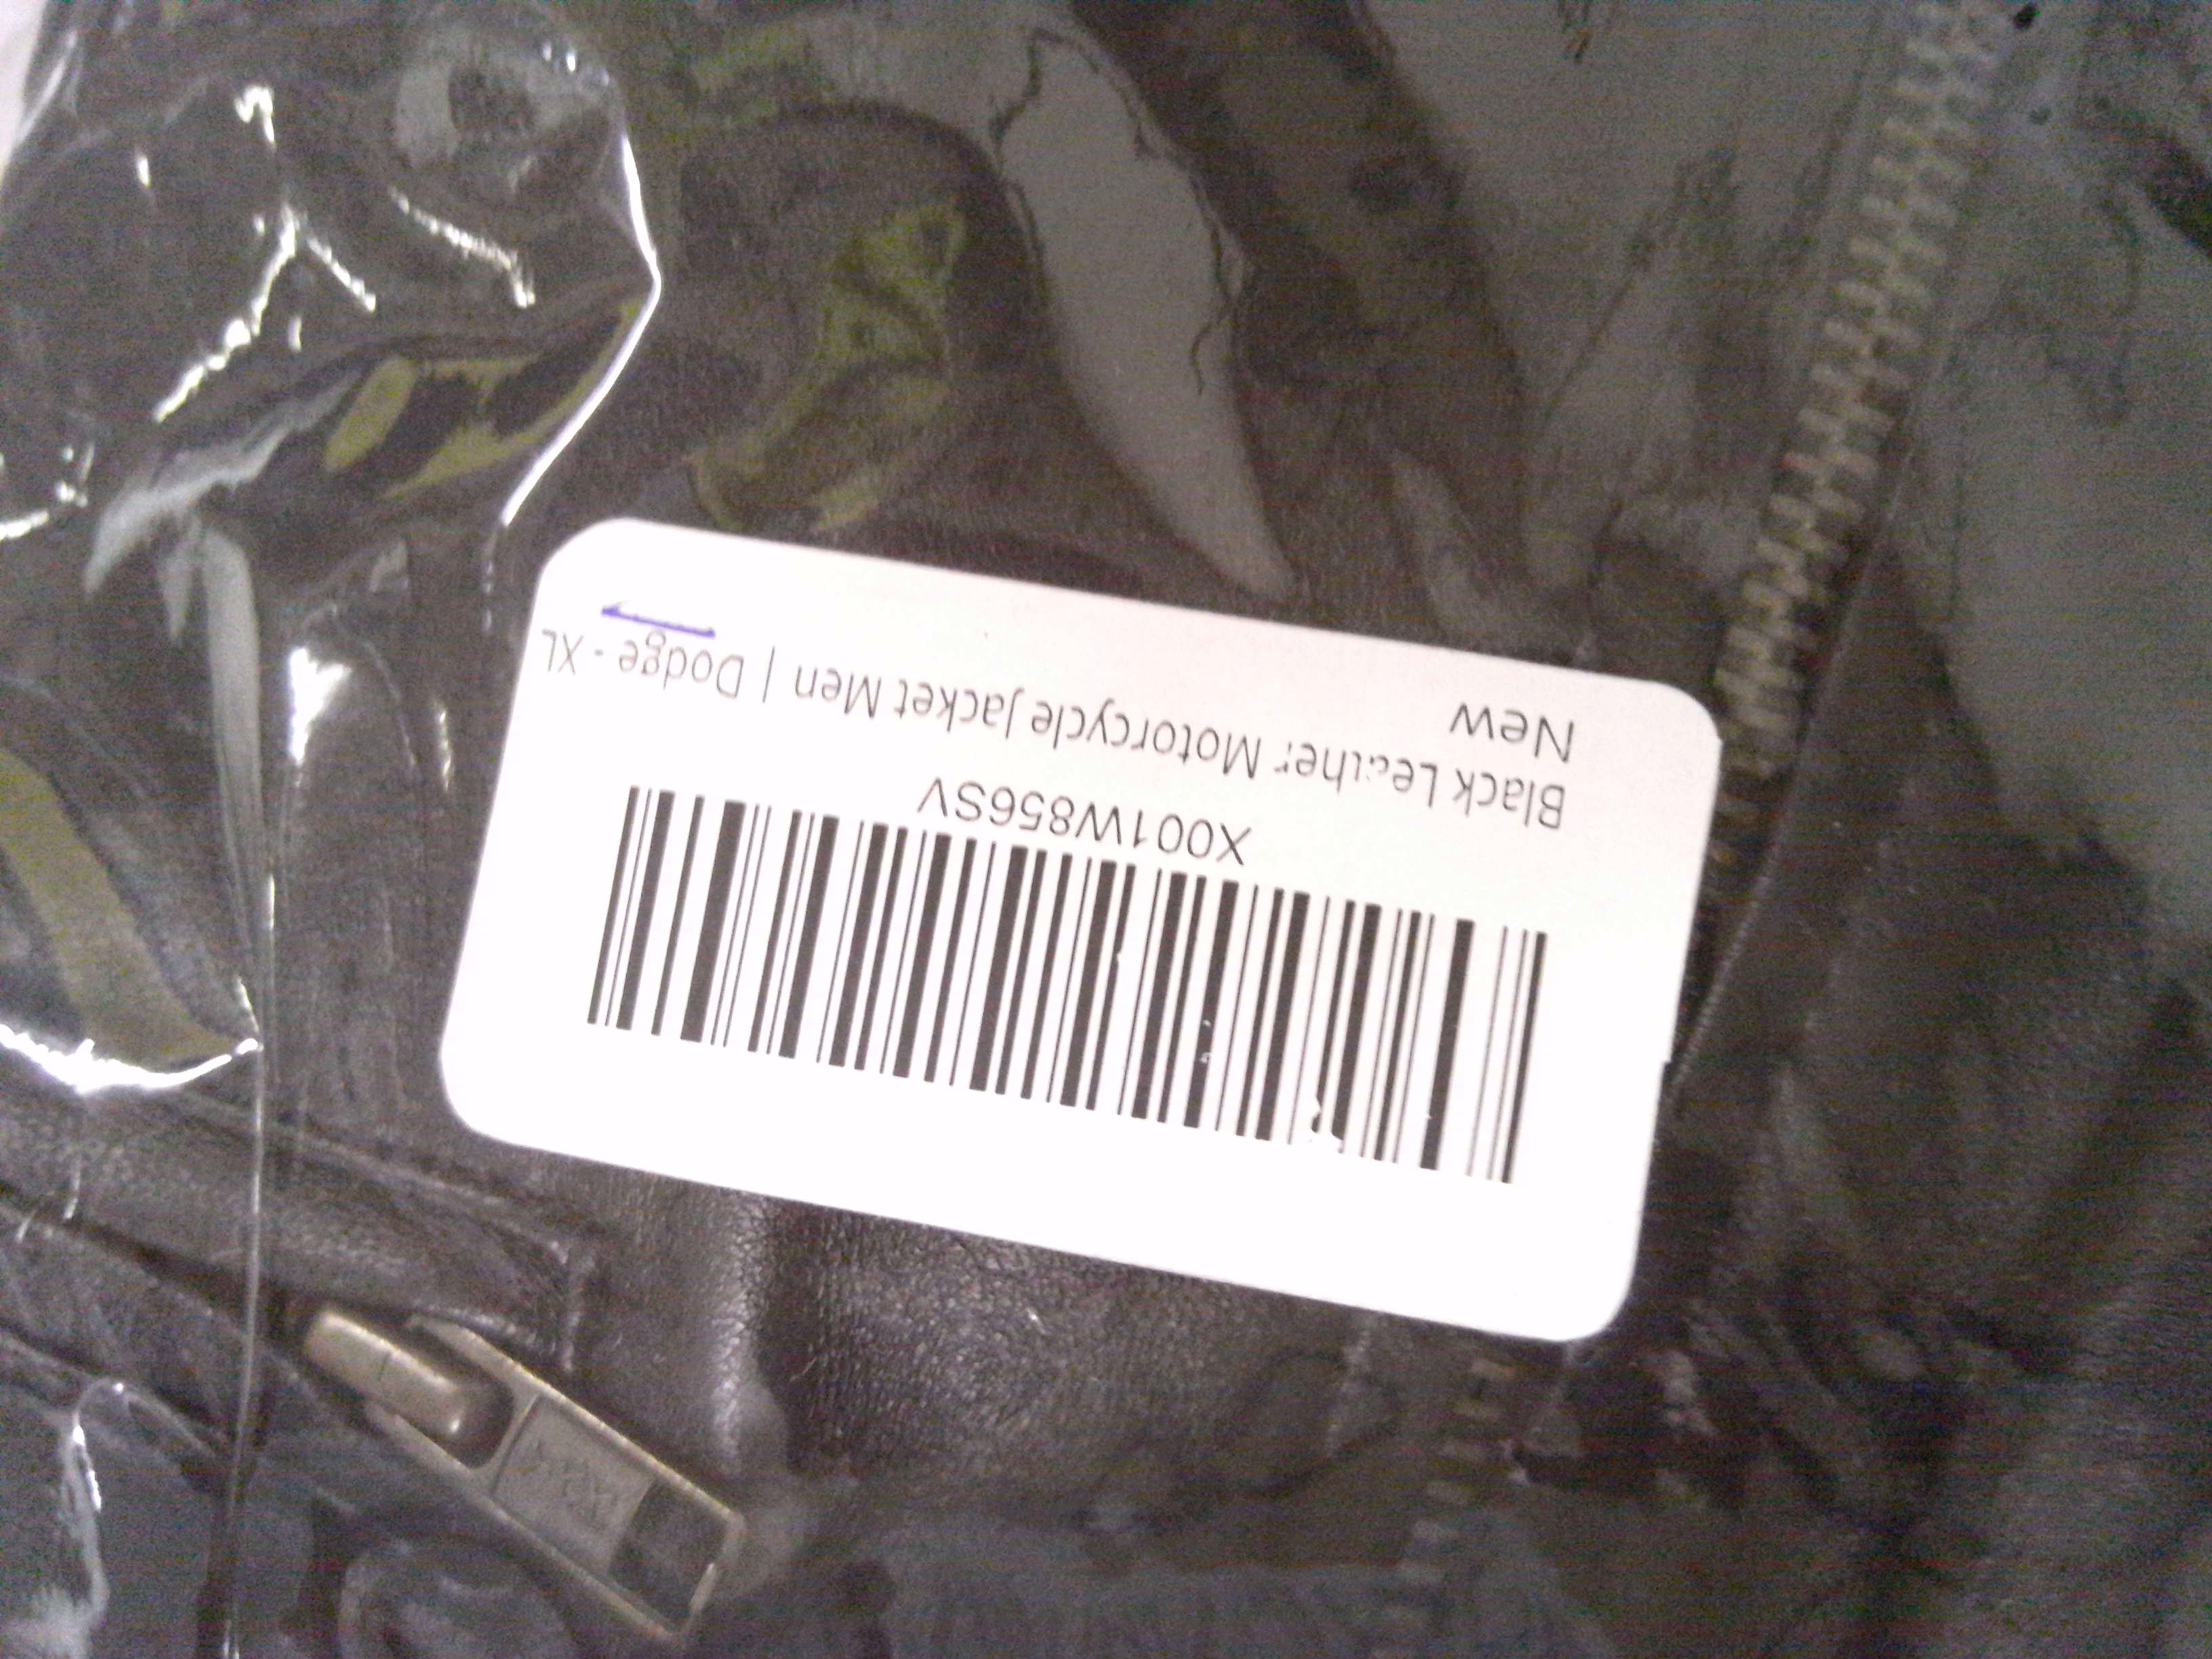 X001W856SV
Black Leather Motorcycle Jacket Men | Dodge - XL
New